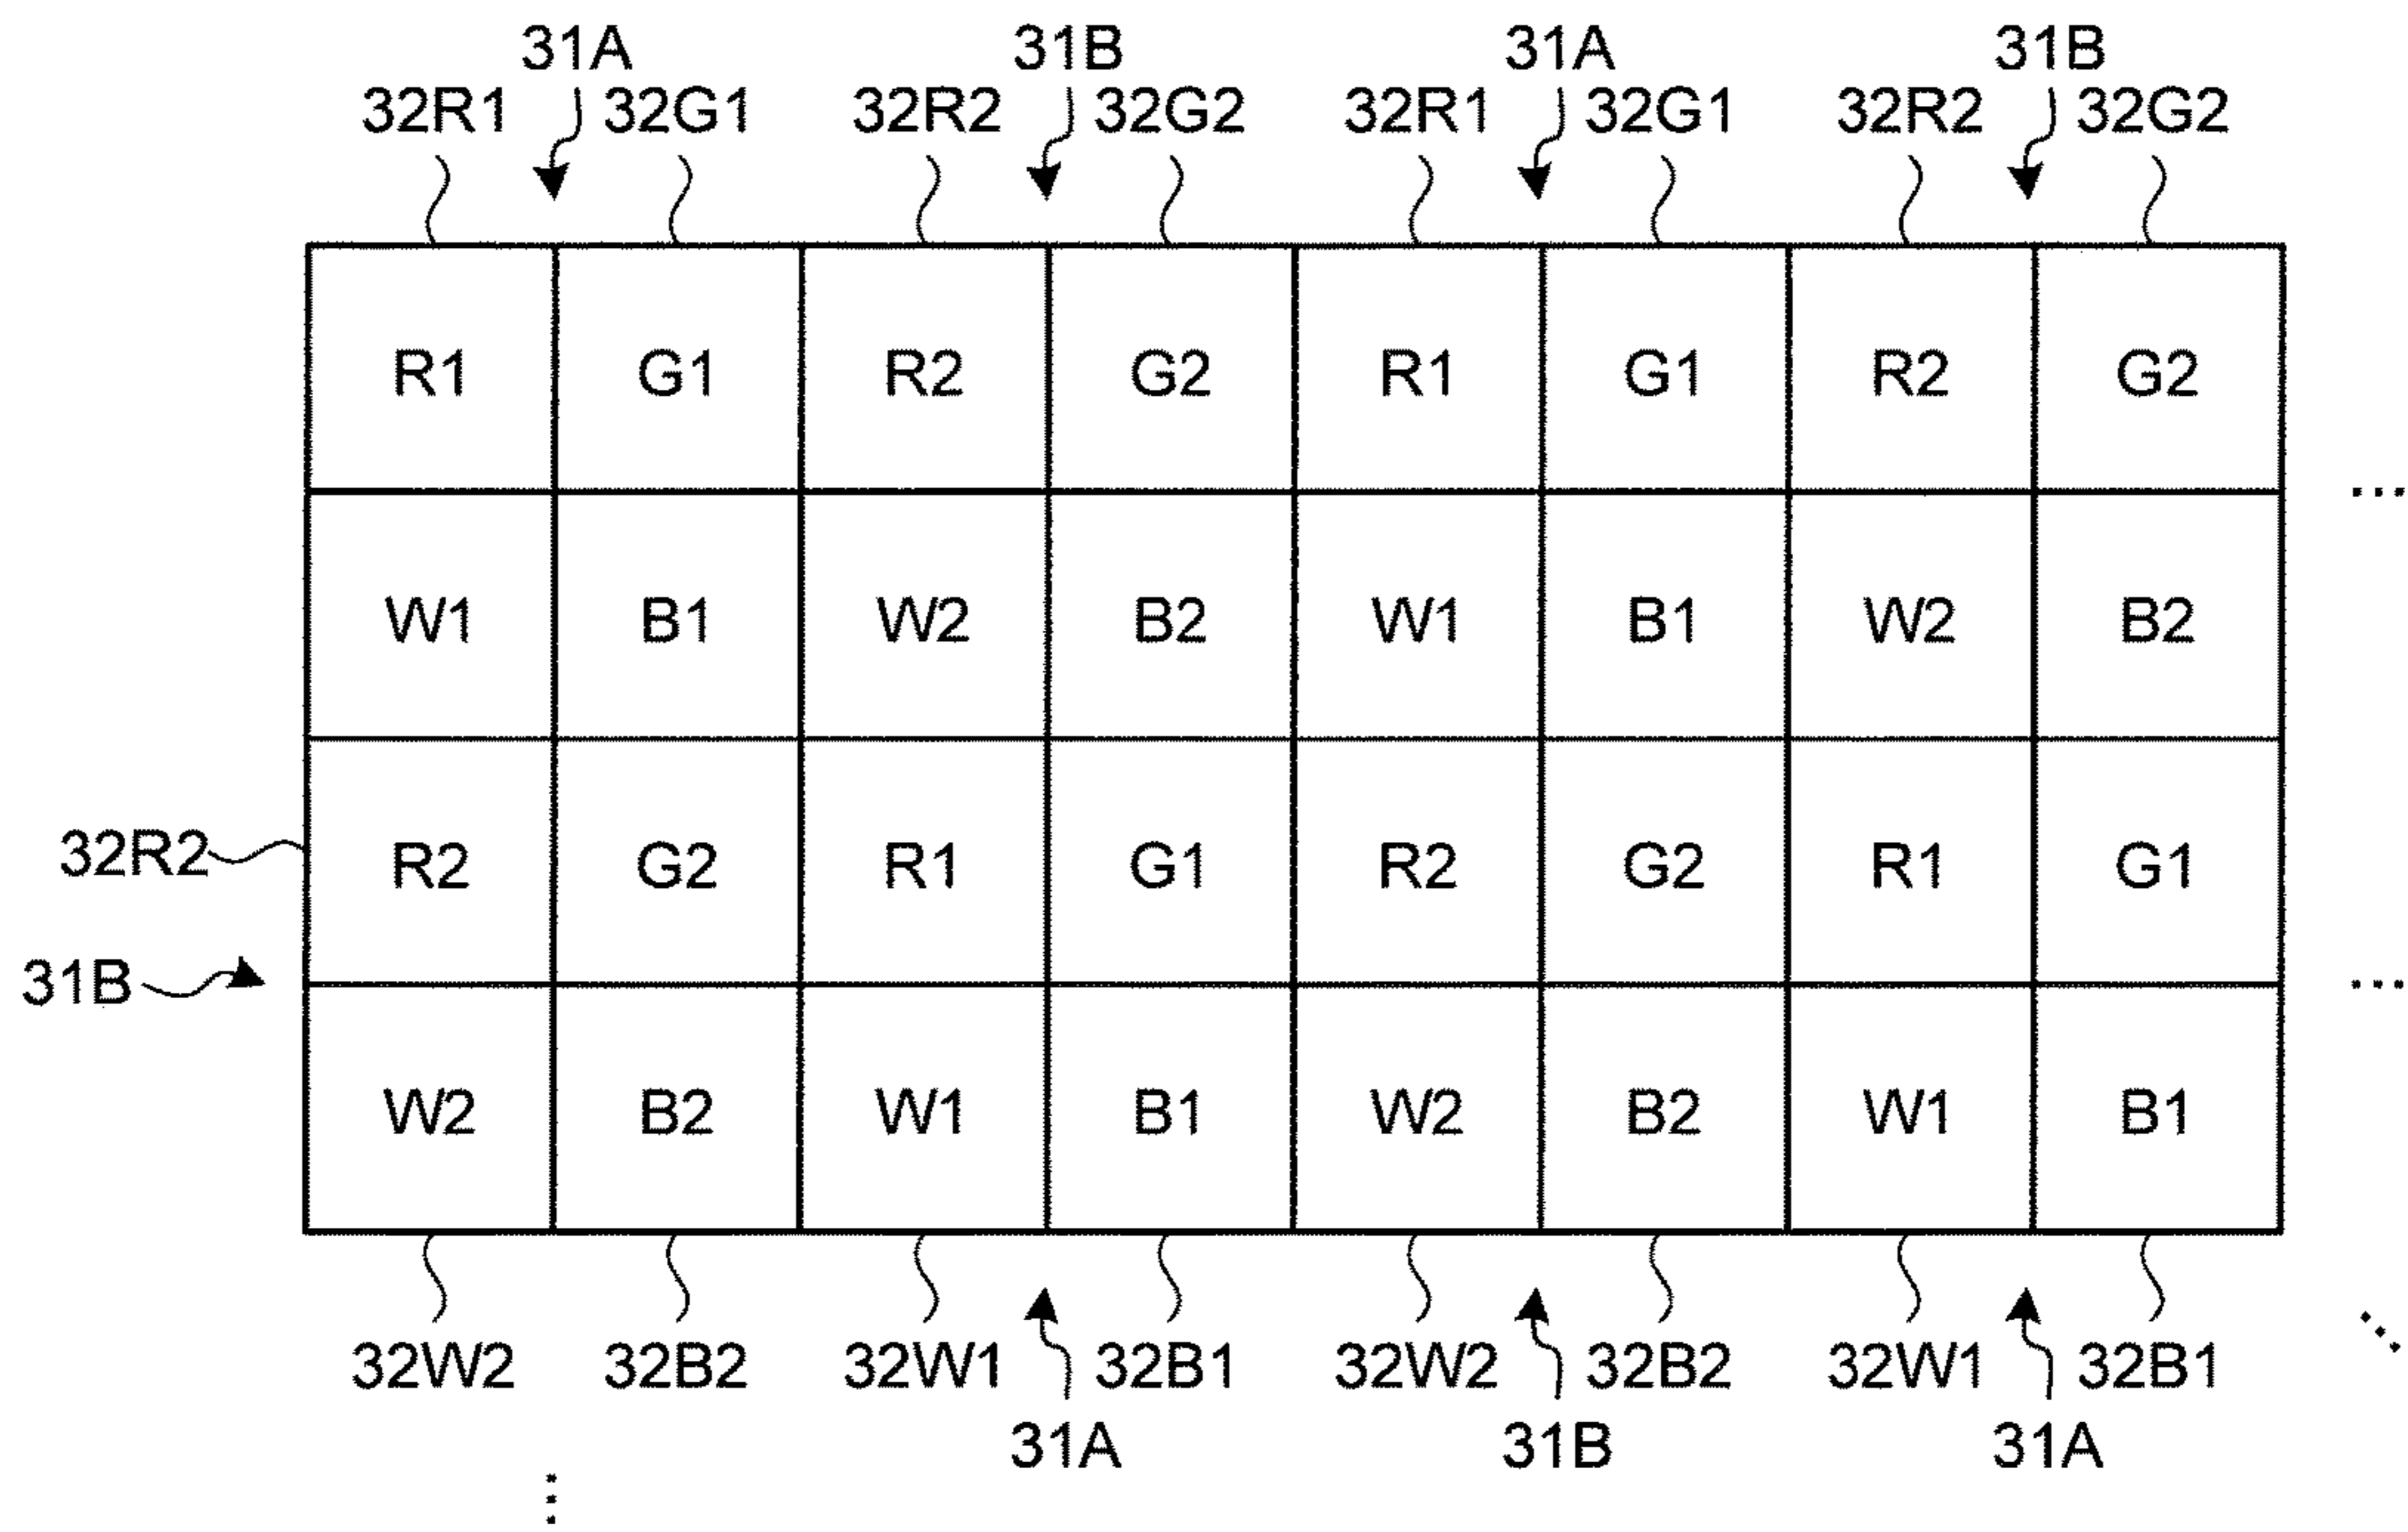 31A 31B 31A 31B
32R1 32G1 32R2 32G2 32R1 32G1 32R2 32G2
R1 G1 R2 G2 R1 G1 R2 G2
...
W1 B1 W2 B2 W1 B1 W2 B2
32R2 R2 G2 R1 G1 R2 G2 R1 G1
31B ...
W2 B2 W1 B1 W2 B2 W1 B1
32W2 32B2 32W1 32B1 32W2 32B2 32W1 32B1
31A 31B 31A